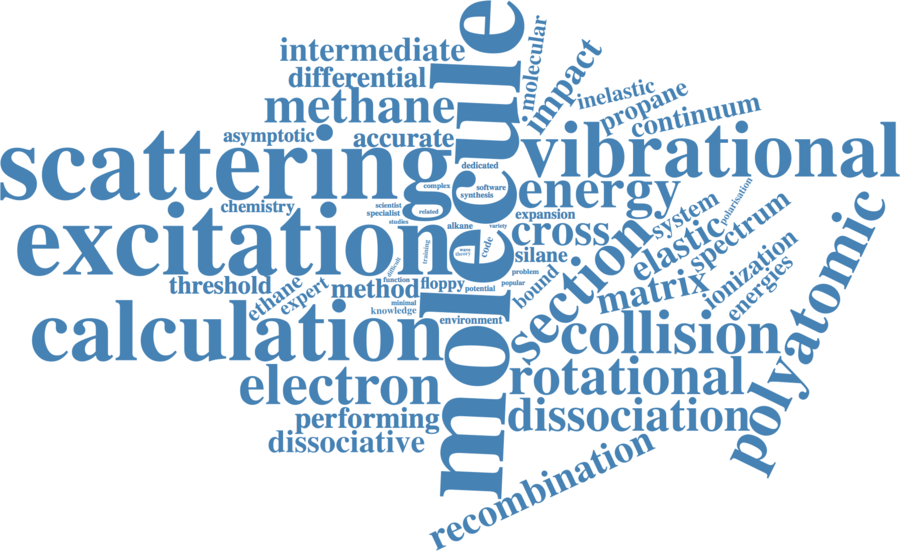 molecule
intermediate
molecular
impact
differential
inelastic
methane
propane
continuum
asymptotic
accurate
scattering
vibrational
dedicated
complex
software
synthesis
energy
polarisation
chemistry
scientist
specialist
related
studies
alkane
variety
expansion
system
spectrum
excitation
cross
elastic
code
training
difficult
silane
section
ionization
energies
threshold
ethane
expert
method
function
floppy
potential
problem
popular
bound
matrix
minimal
knowledge
environment
calculation
collision
polyatomic
electron
rotational
performing
dissociation
dissociative
recombination